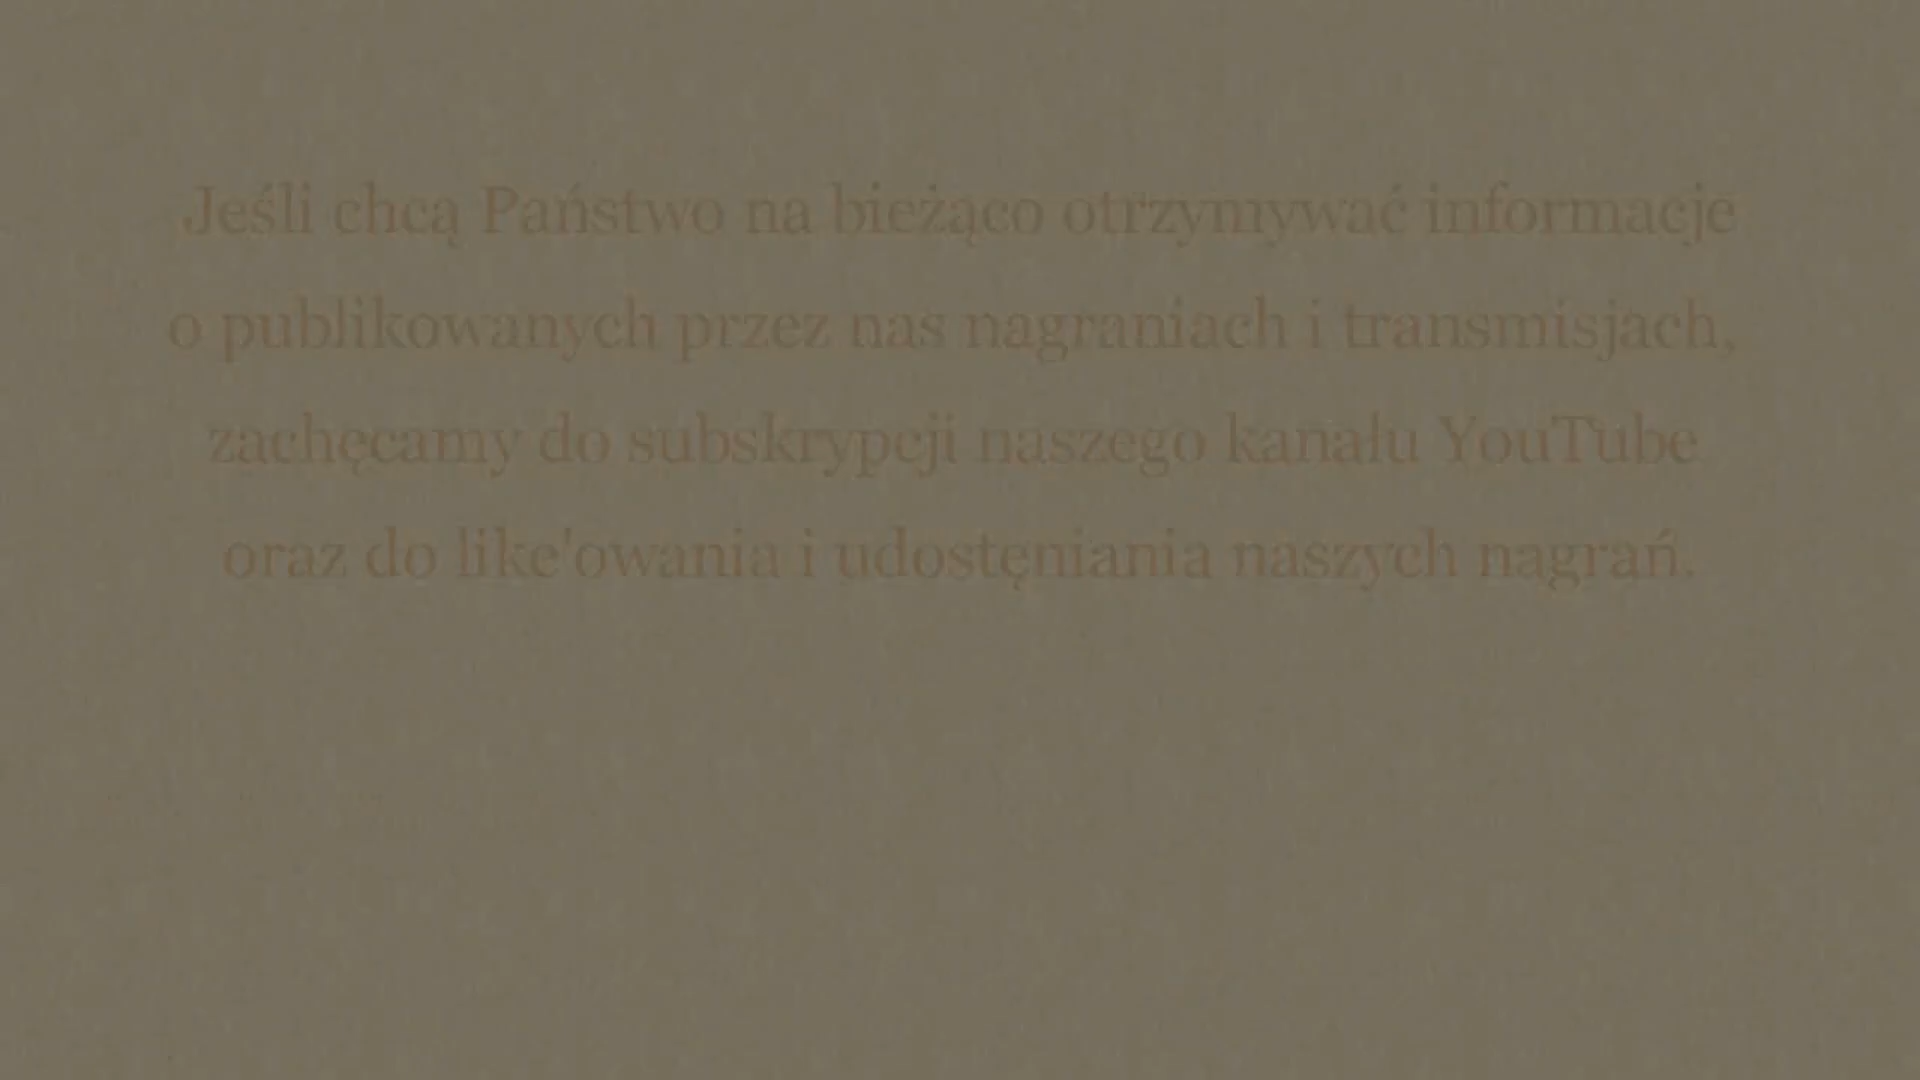 Jeśli chcą Państwo na bieżąco otrzymywać informacje
o publikowanych przez nas nagraniach i transmisjach,
zachęcamy do subskrypcji naszego kanału YouTube
oraz do like'owania i udostęniania naszych nagrań.